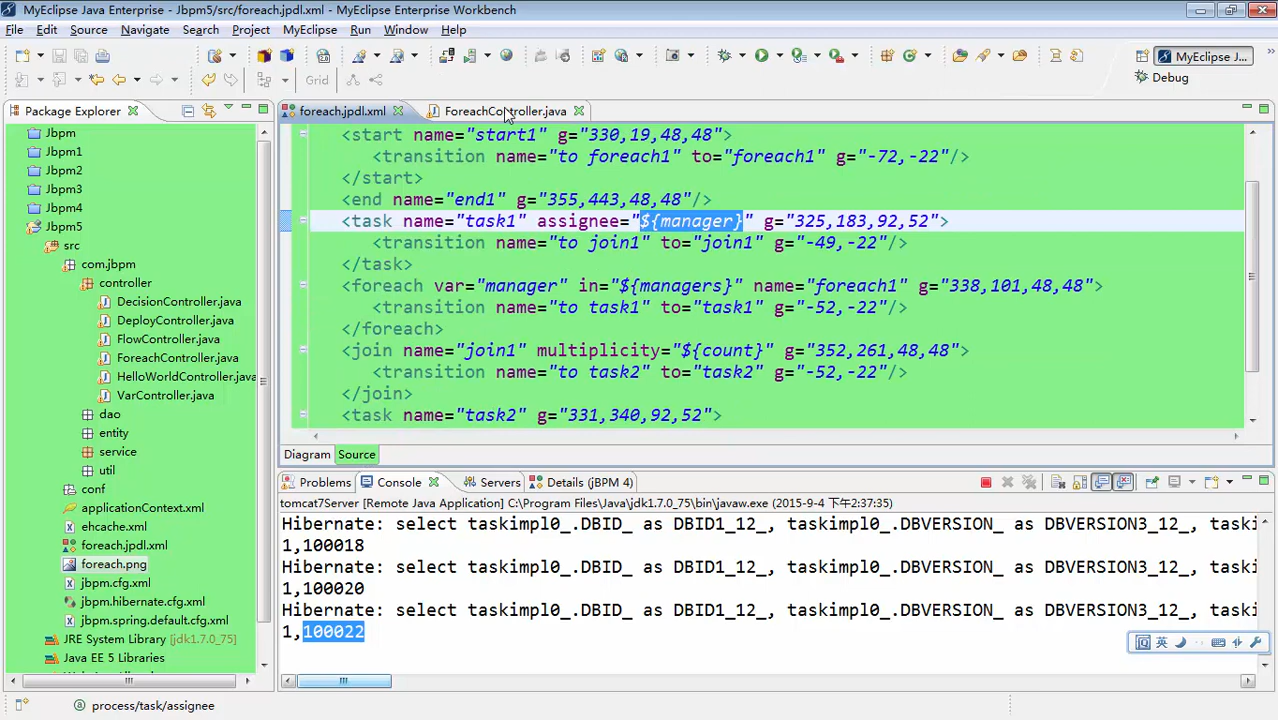 MyEclipse Java Enterprise - Jbpm5/src/foreach.jpdl.xml - MyEclipse Enterprise Workbench
File Edit Source Navigate Search Project MyEclipse Run Window Help
MyEclipse J...
Grid
Debug
Package Explorer
foreach.jpdl.xml
ForeachController.java
Jbpm
Jbpm1
Jbpm2
Jbpm3
Jbpm4
Jbpm5
src
com.jbpm
controller
DecisionController.java
DeployController.java
FlowController.java
ForeachController.java
HelloWorldController.java
VarController.java
dao
entity
service
util
conf
applicationContext.xml
ehcache.xml
foreach.jpdl.xml
foreach.png
jbpm.cfg.xml
jbpm.hibernate.cfg.xml
jbpm.spring.default.cfg.xml
JRE System Library [jdk1.7.0_75]
Java EE 5 Libraries
<start name="start1" g="330,19,48,48">
<transition name="to foreach1" to="foreach1" g="-72,-22"/>
</start>
<end name="end1" g="355,443,48,48"/>
<task name="task1" assignee="${manager}" g="325,183,92,52">
<transition name="to join1" to="join1" g="-49,-22"/>
</task>
<foreach var="manager" in="${managers}" name="foreach1" g="338,101,48,48">
<transition name="to task1" to="task1" g="-52,-22"/>
</foreach>
<join name="join1" multiplicity="${count}" g="352,261,48,48">
<transition name="to task2" to="task2" g="-52,-22"/>
</join>
<task name="task2" g="331,340,92,52">
Diagram Source
Problems Console Servers Details (JBPM 4)
tomcat7Server [Remote Java Application] C:\Program Files\Java\jdk1.7.0_75\bin\javaw.exe (2015-9-4 下午2:37:35)
Hibernate: select taskimpl0_.DBID_ as DBID1_12_, taskimpl0_.DBVERSION_ as DBVERSION3_12_, taski
1,100018
Hibernate: select taskimpl0_.DBID_ as DBID1_12_, taskimpl0_.DBVERSION_ as DBVERSION3_12_, taski
1,100020
Hibernate: select taskimpl0_.DBID_ as DBID1_12_, taskimpl0_.DBVERSION_ as DBVERSION3_12_, taski
1,100022
英
process/task/assignee